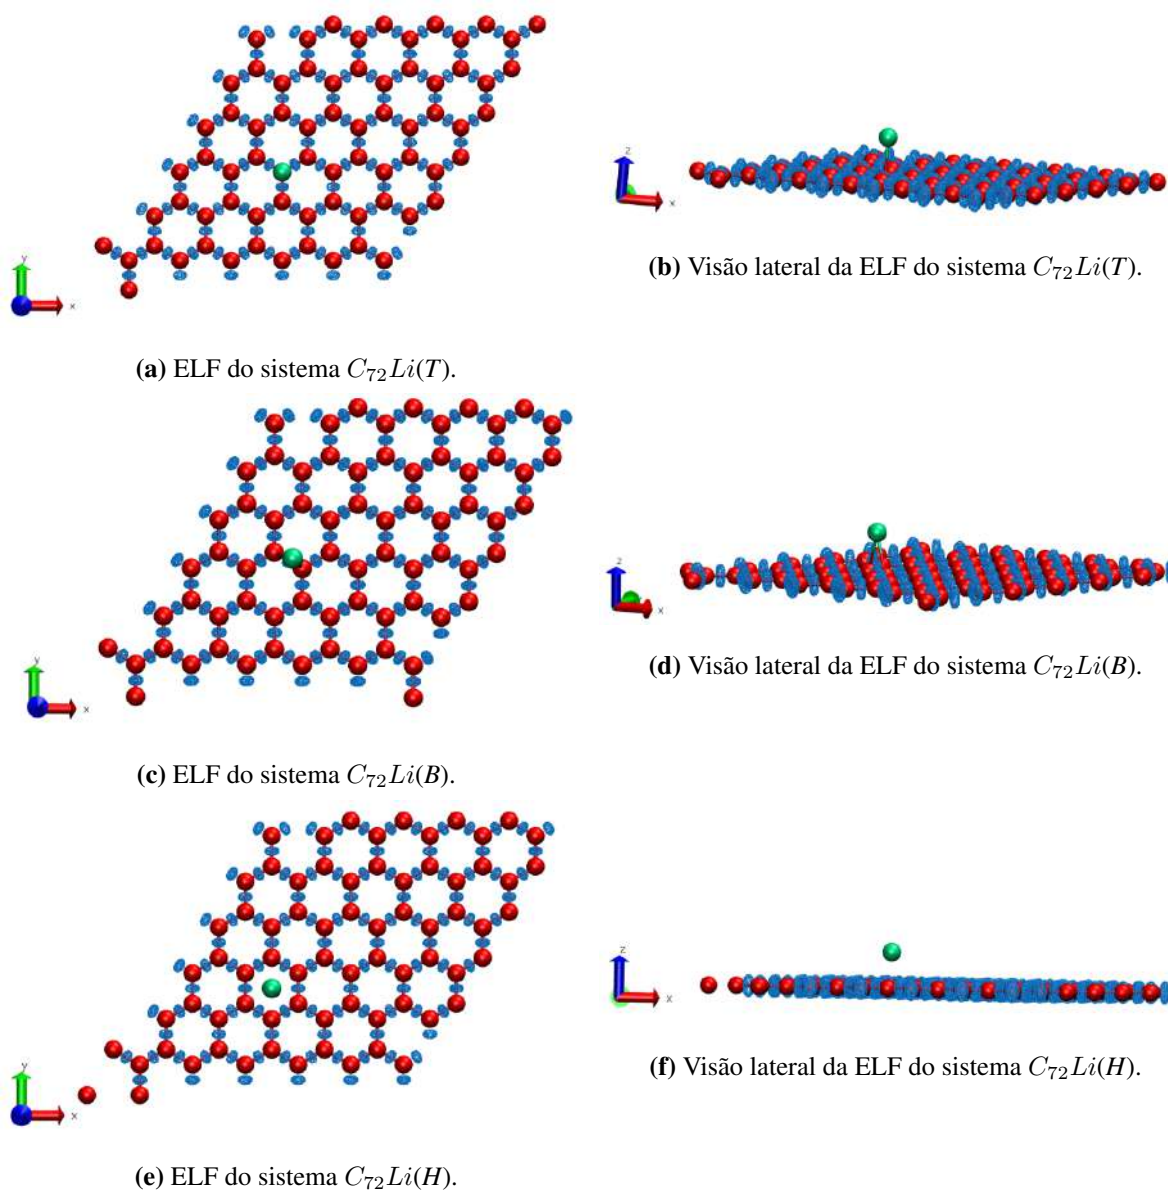 y
x
(a) ELF do sistema C₇₂Li(T).
z
x
(b) Visão lateral da ELF do sistema C₇₂Li(T).
y
x
(c) ELF do sistema C₇₂Li(B).
z
x
(d) Visão lateral da ELF do sistema C₇₂Li(B).
y
x
(e) ELF do sistema C₇₂Li(H).
z
x
(f) Visão lateral da ELF do sistema C₇₂Li(H).